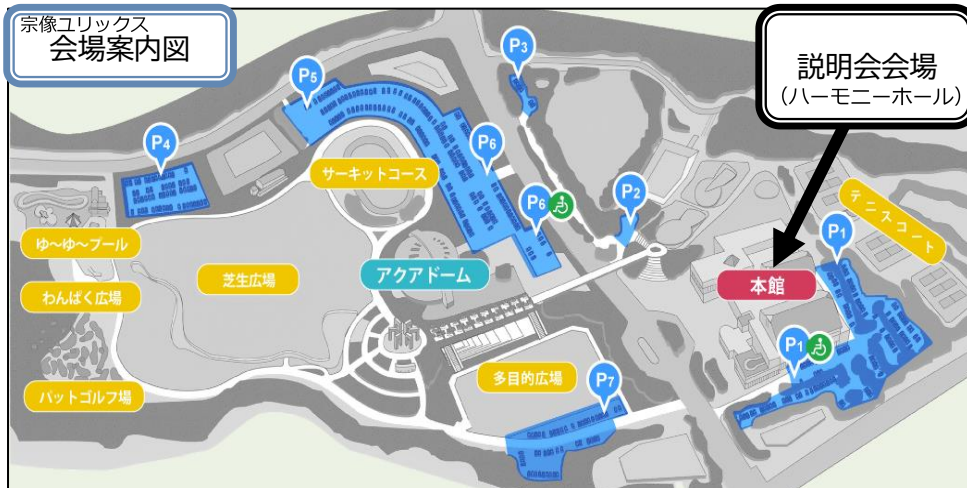 宗像ユリックス
会場案内図
説明会会場
(ハーモニーホール)
P3
P5
P4
P6
サーキットコース
P6
P2
テニスコート
P1
ゆ〜ゆ〜プール
芝生広場
アクアドーム
本館
わんぱく広場
P1
多目的広場
P7
パットゴルフ場